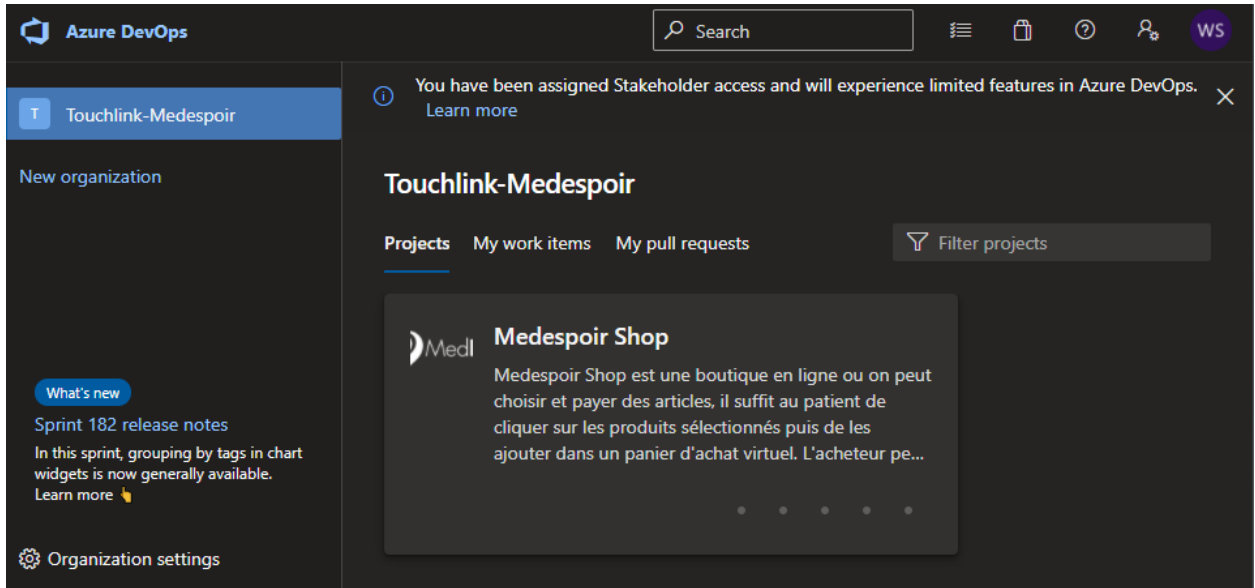 Azure DevOps
Search
WS
T
Touchlink-Medespoir
New organization
What's new
Sprint 182 release notes
In this sprint, grouping by tags in chart
widgets is now generally available.
Learn more 👆
Organization settings
You have been assigned Stakeholder access and will experience limited features in Azure DevOps.
Learn more
Touchlink-Medespoir
Projects My work items My pull requests
Filter projects
Medl
Medespoir Shop
Medespoir Shop est une boutique en ligne ou on peut
choisir et payer des articles, il suffit au patient de
cliquer sur les produits sélectionnés puis de les
ajouter dans un panier d'achat virtuel. L'acheteur pe...